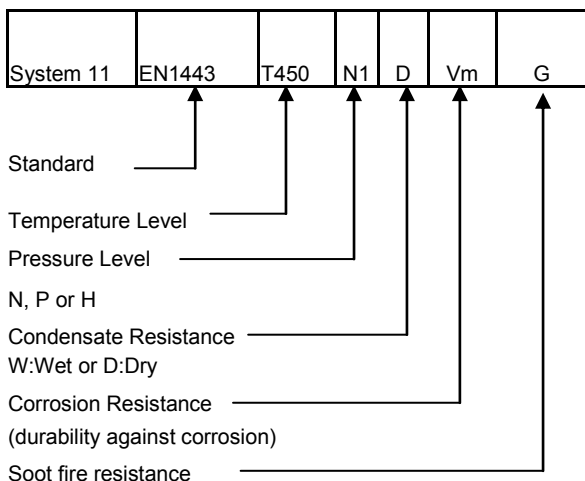 System 11 EN1443 T450 N1 D Vm G
Standard
Temperature Level
Pressure Level
N, P or H
Condensate Resistance
W:Wet or D:Dry
Corrosion Resistance
(durability against corrosion)
Soot fire resistance